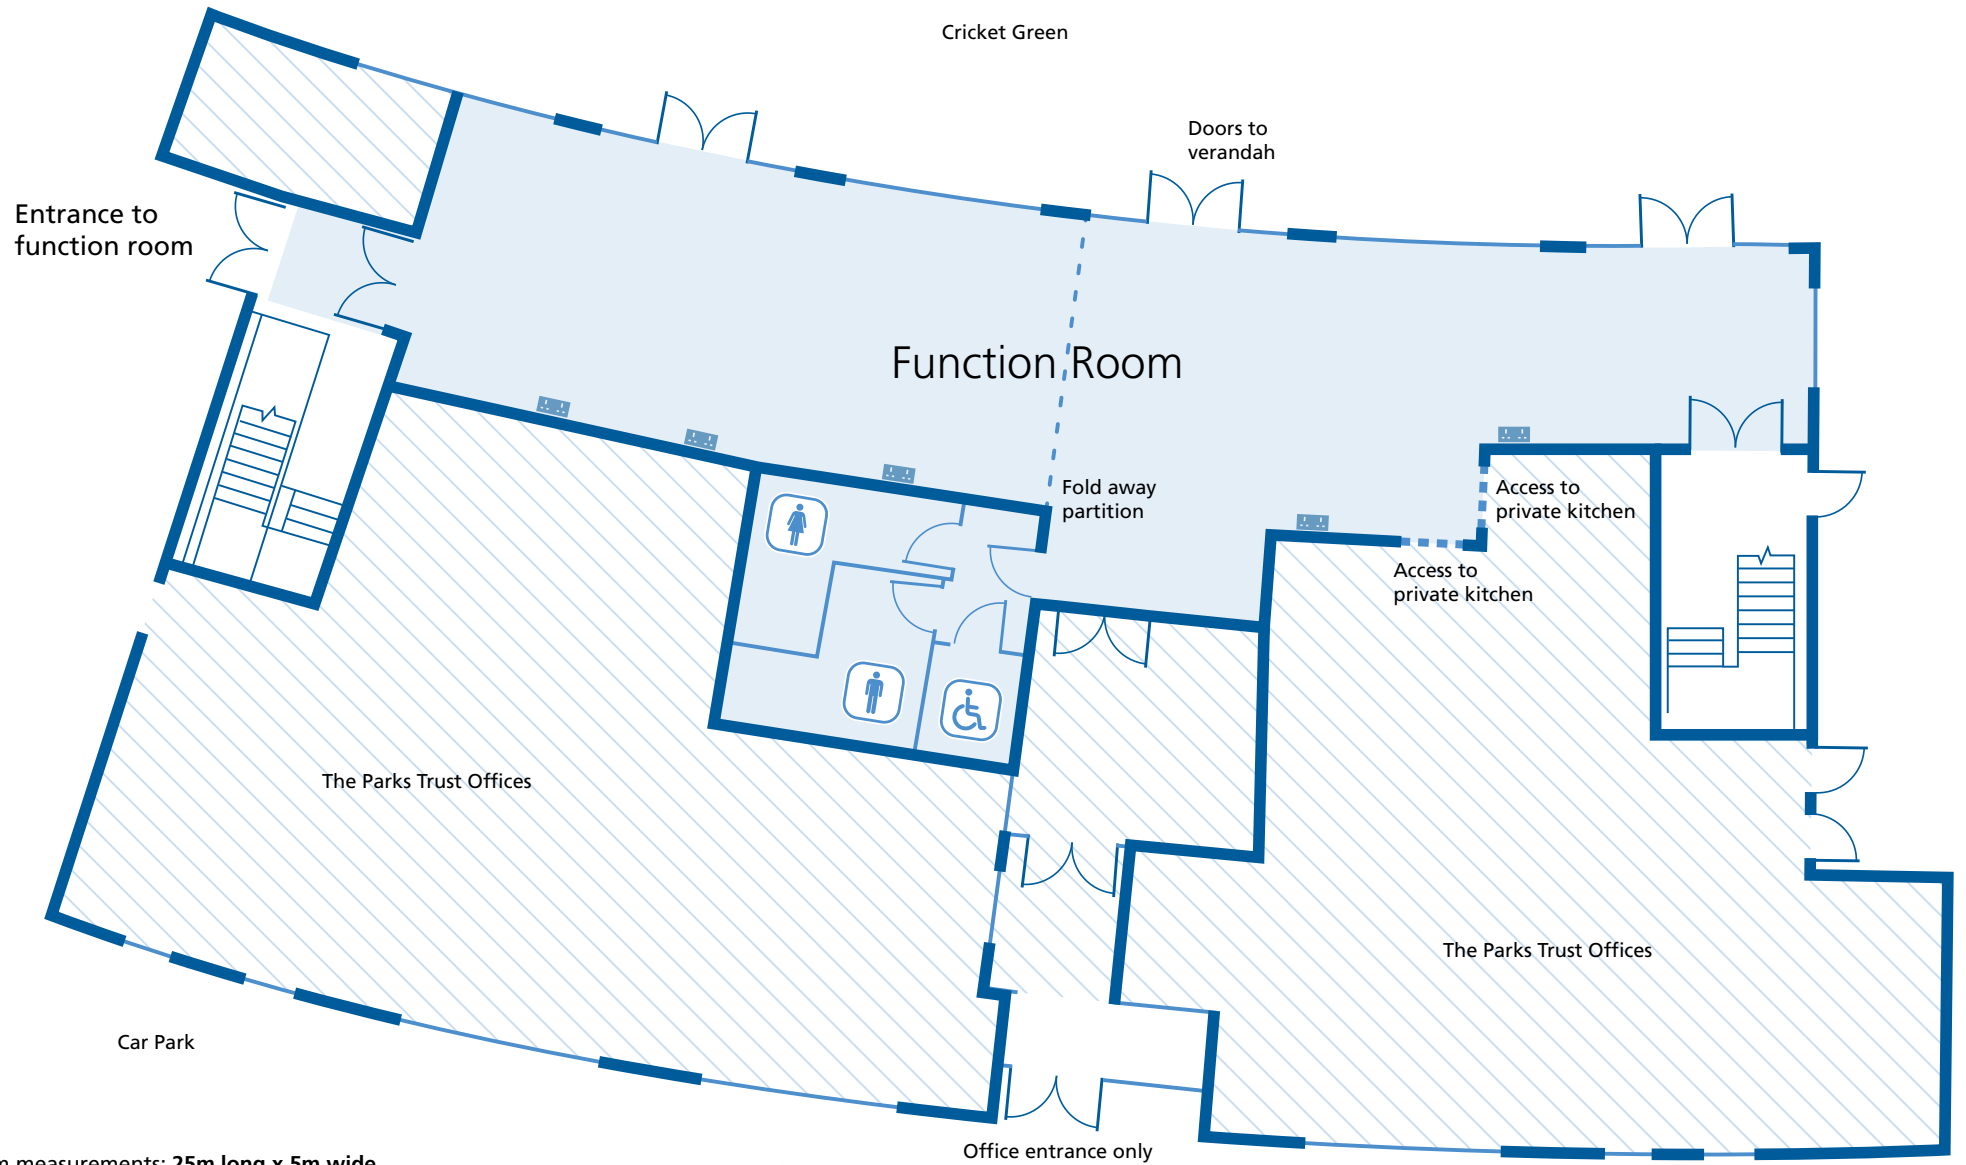 Cricket Green
Doors to
verandah
Entrance to
function room
Function Room
Fold away
partition
Access to
private kitchen
Access to
private kitchen
The Parks Trust Offices
The Parks Trust Offices
Car Park
Office entrance only
measurements: 25m long x 5m wide